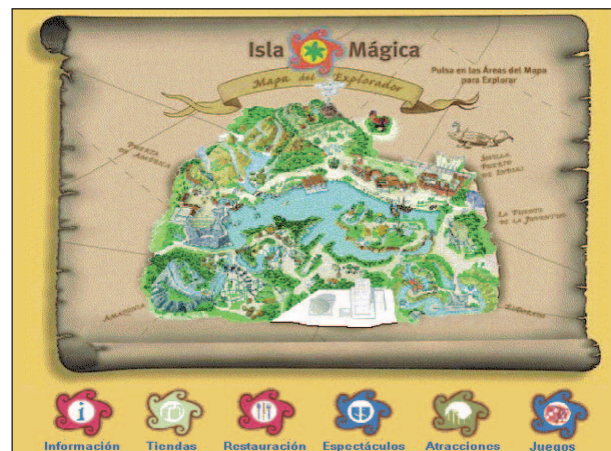 Isla Mágica
Mapa del Explorador
Pulsa en las Áreas del Mapa
para Explorar
PUERTA
DE AMÉRICA
SEVILLA
PUERTO
DE INDIAS
LA FUENTE
DE LA JUVENTUD
AMAZONIA
ELDORADO
i
Información
Tiendas
Restauración
Espectáculos
Atracciones
Juegos